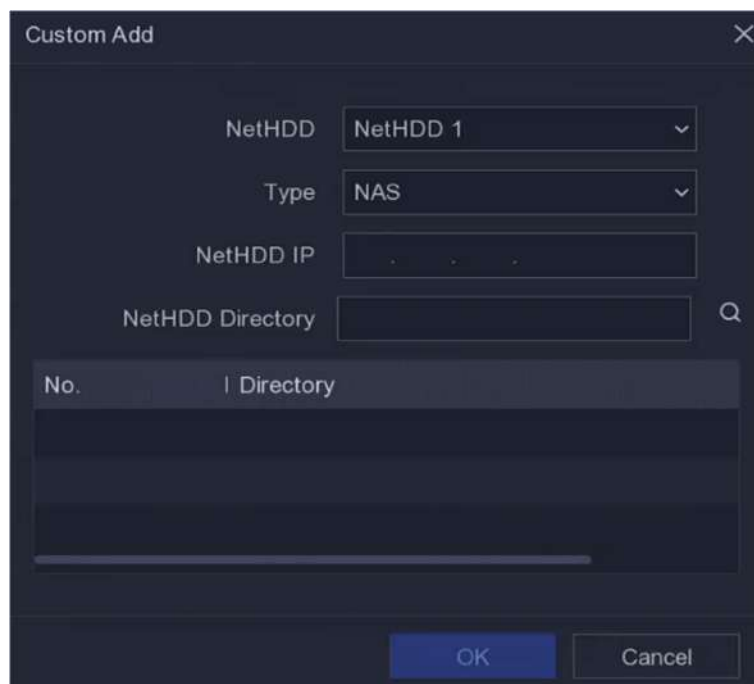 Custom Add
NetHDD NetHDD 1
Type NAS
NetHDD IP . . .
NetHDD Directory
No. Directory
OK Cancel